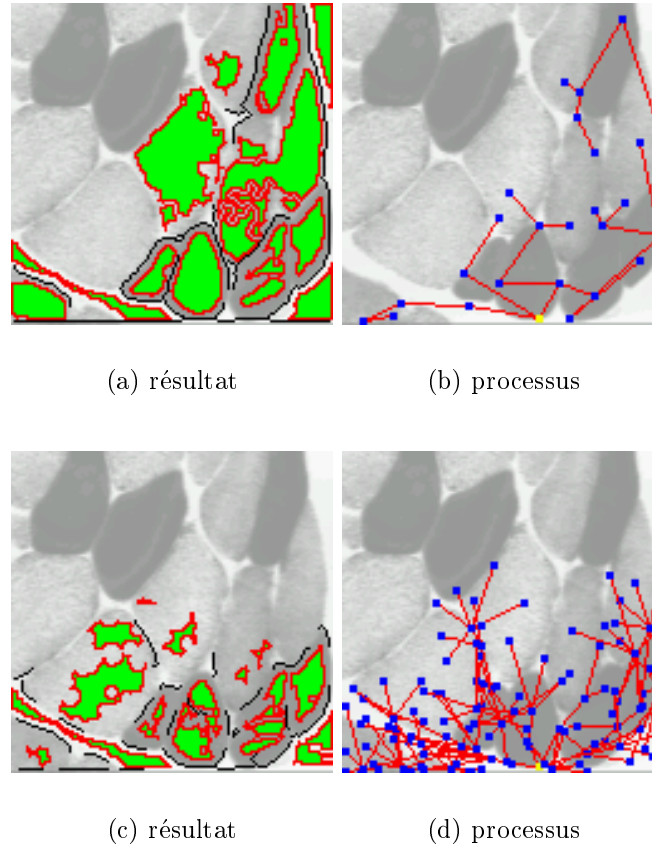 (a) résultat
(b) processus
(c) résultat
(d) processus